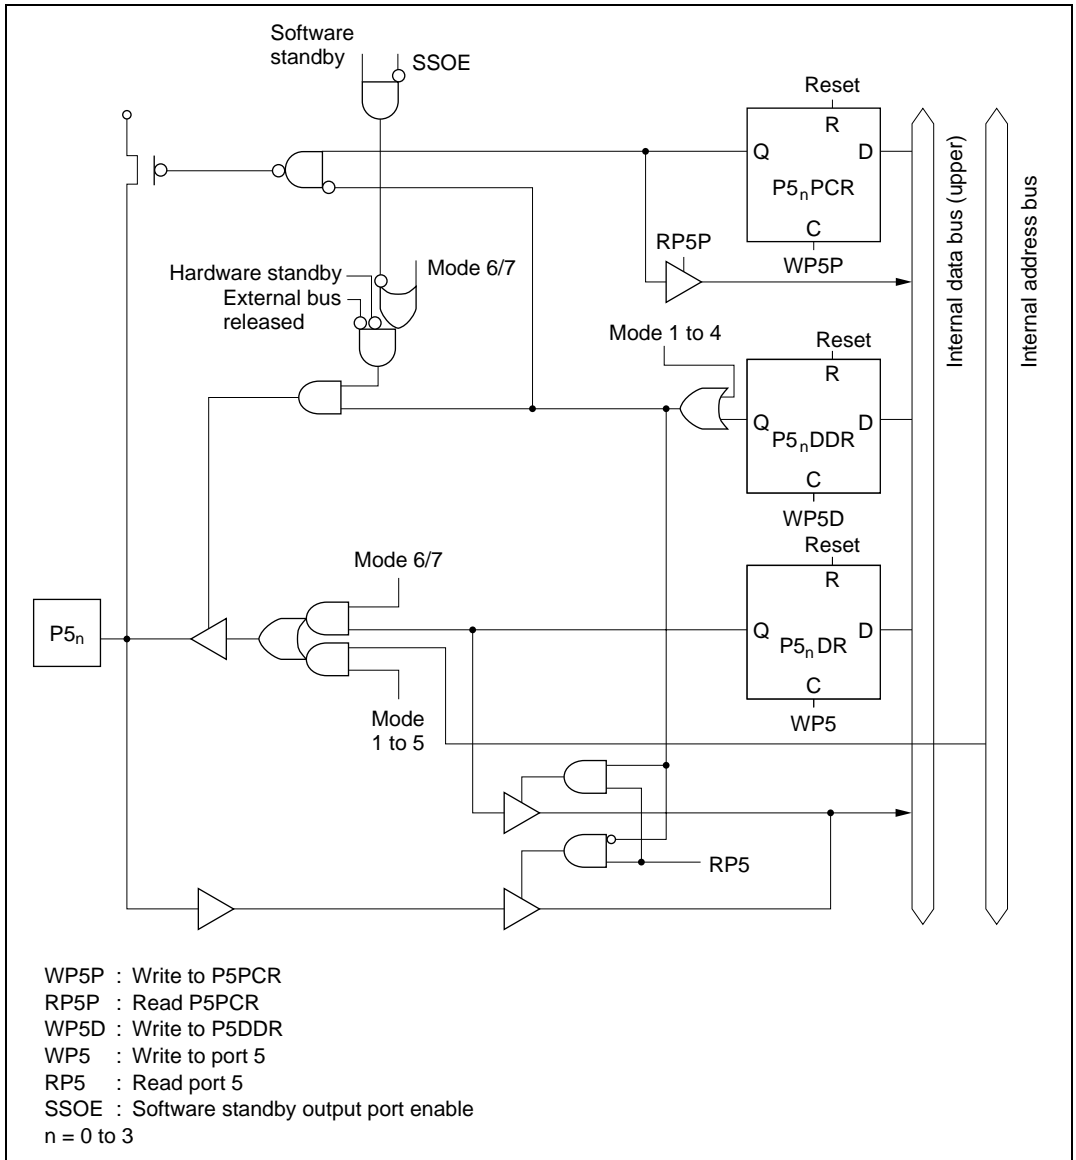 Software
standby
SSOE
Reset
R
Q
D
P5nPCR
C
WP5P
RP5P
Hardware standby
Mode 6/7
External bus
released
Mode 1 to 4
Reset
R
Q
D
P5nDDR
C
WP5D
Internal data bus (upper)
Internal address bus
Mode 6/7
Reset
R
P5n
Q
D
P5n DR
C
WP5
Mode
1 to 5
RP5
WP5P : Write to P5PCR
RP5P : Read P5PCR
WP5D : Write to P5DDR
WP5 : Write to port 5
RP5 : Read port 5
SSOE : Software standby output port enable
n = 0 to 3